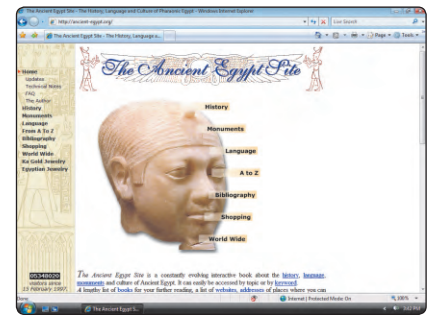 The Ancient Egypt Site - The History, Language and Culture of Pharaonic Egypt - Windows Internet Explorer
http://ancient-egypt.org/
Live Search
The Ancient Egypt Site - The History, Language a...
Page
Tools
The Ancient Egypt Site
Home
Updates
Technical Notes
FAQ
The Author
History
Monuments
Language
From A To Z
Bibliography
Shopping
World Wide
Ka Gold Jewelry
Egyptian Jewelry
History
Monuments
Language
A to Z
Bibliography
Shopping
World Wide
05348020
visitors since
13 February 1997,
The Ancient Egypt Site is a constantly evolving interactive book about the history, language,
monuments and culture of Ancient Egypt. It can easily be accessed by topic or by keyword.
A lengthy list of books for your further reading, a list of websites, addresses of places where you can
Done
Internet | Protected Mode: On
100%
The Ancient Egypt S...
3:02 PM